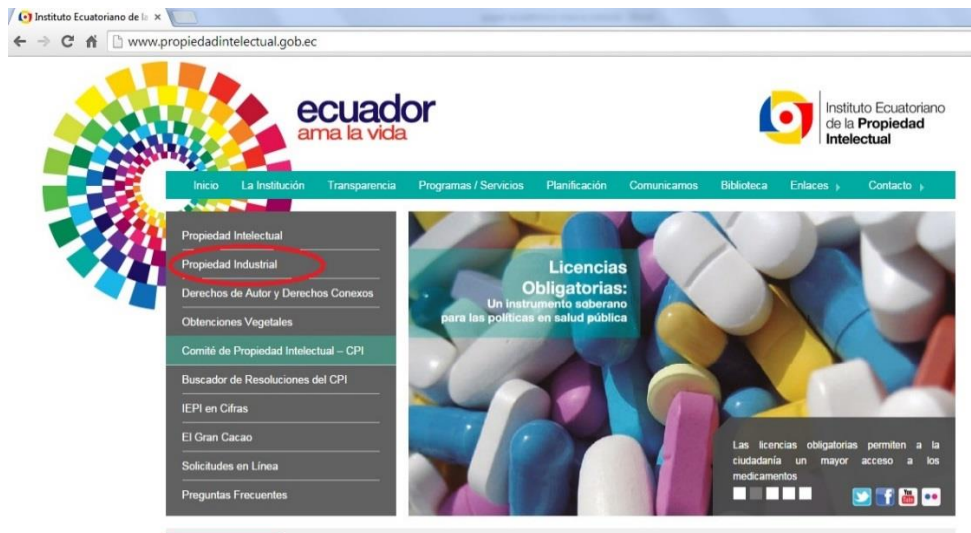 Instituto Ecuatoriano de la
www.propiedadintelectual.gob.ec
ecuador
ama la vida
Instituto Ecuatoriano
de la Propiedad
Intelectual
Inicio La Institución Transparencia Programas / Servicios Planificación Comunicamos Biblioteca Enlaces Contacto
Propiedad Intelectual
Propiedad Industrial
Derechos de Autor y Derechos Conexos
Obtenciones Vegetales
Comité de Propiedad Intelectual – CPI
Buscador de Resoluciones del CPI
IEPI en Cifras
El Gran Cacao
Solicitudes en Línea
Preguntas Frecuentes
Licencias
Obligatorias:
Un instrumento soberano
para las políticas en salud pública
Las licencias obligatorias permiten a la
ciudadanía un mayor acceso a los
medicamentos